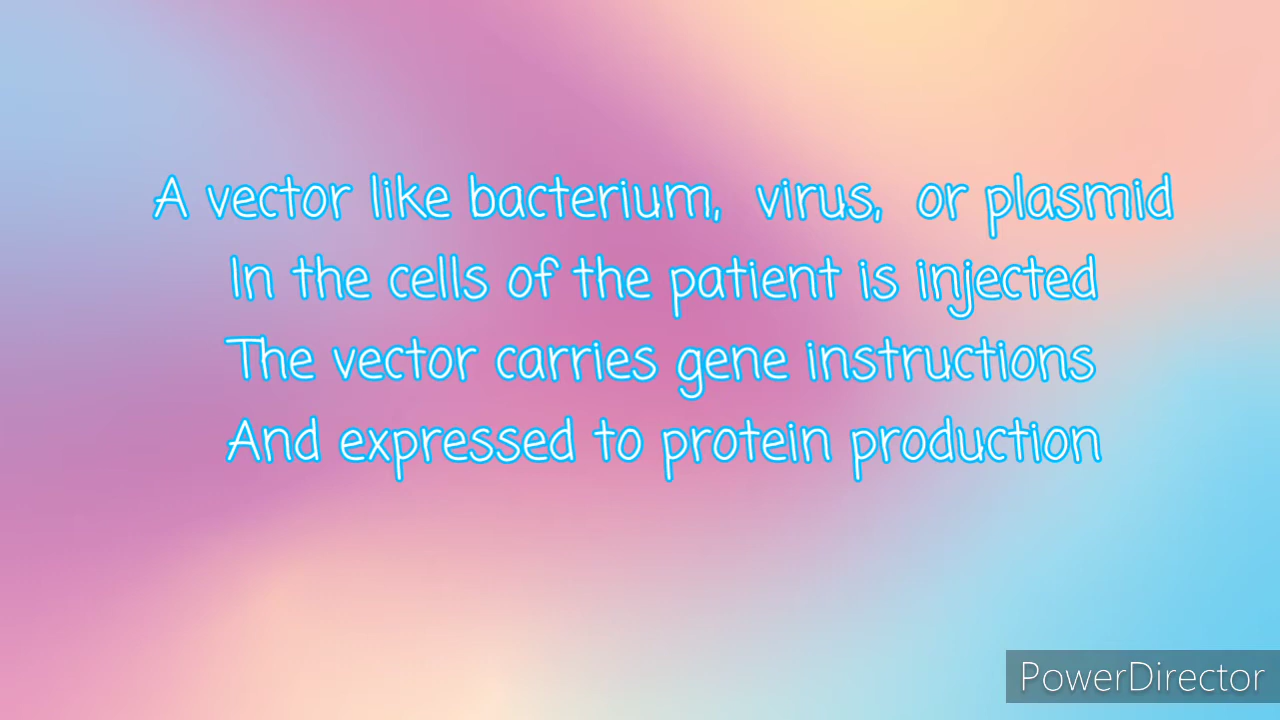 A vector like bacterium, virus, or plasmid
In the cells of the patient is injected
The vector carries gene instructions
And expressed to protein production
PowerDirector